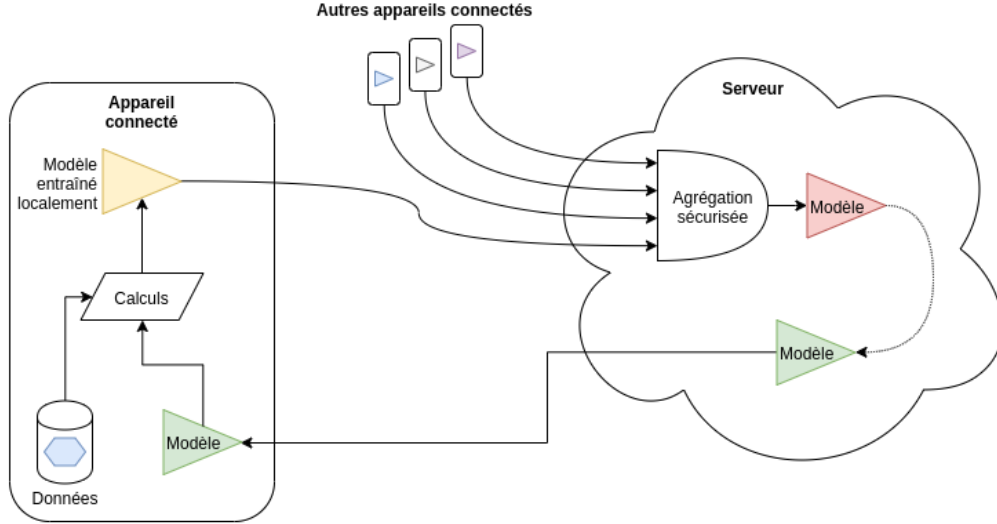 Autres appareils connectés
Appareil
connecté
Serveur
Modèle
entraîné
localement
Agrégation
sécurisée
Modèle
Calculs
Modèle
Modèle
Données